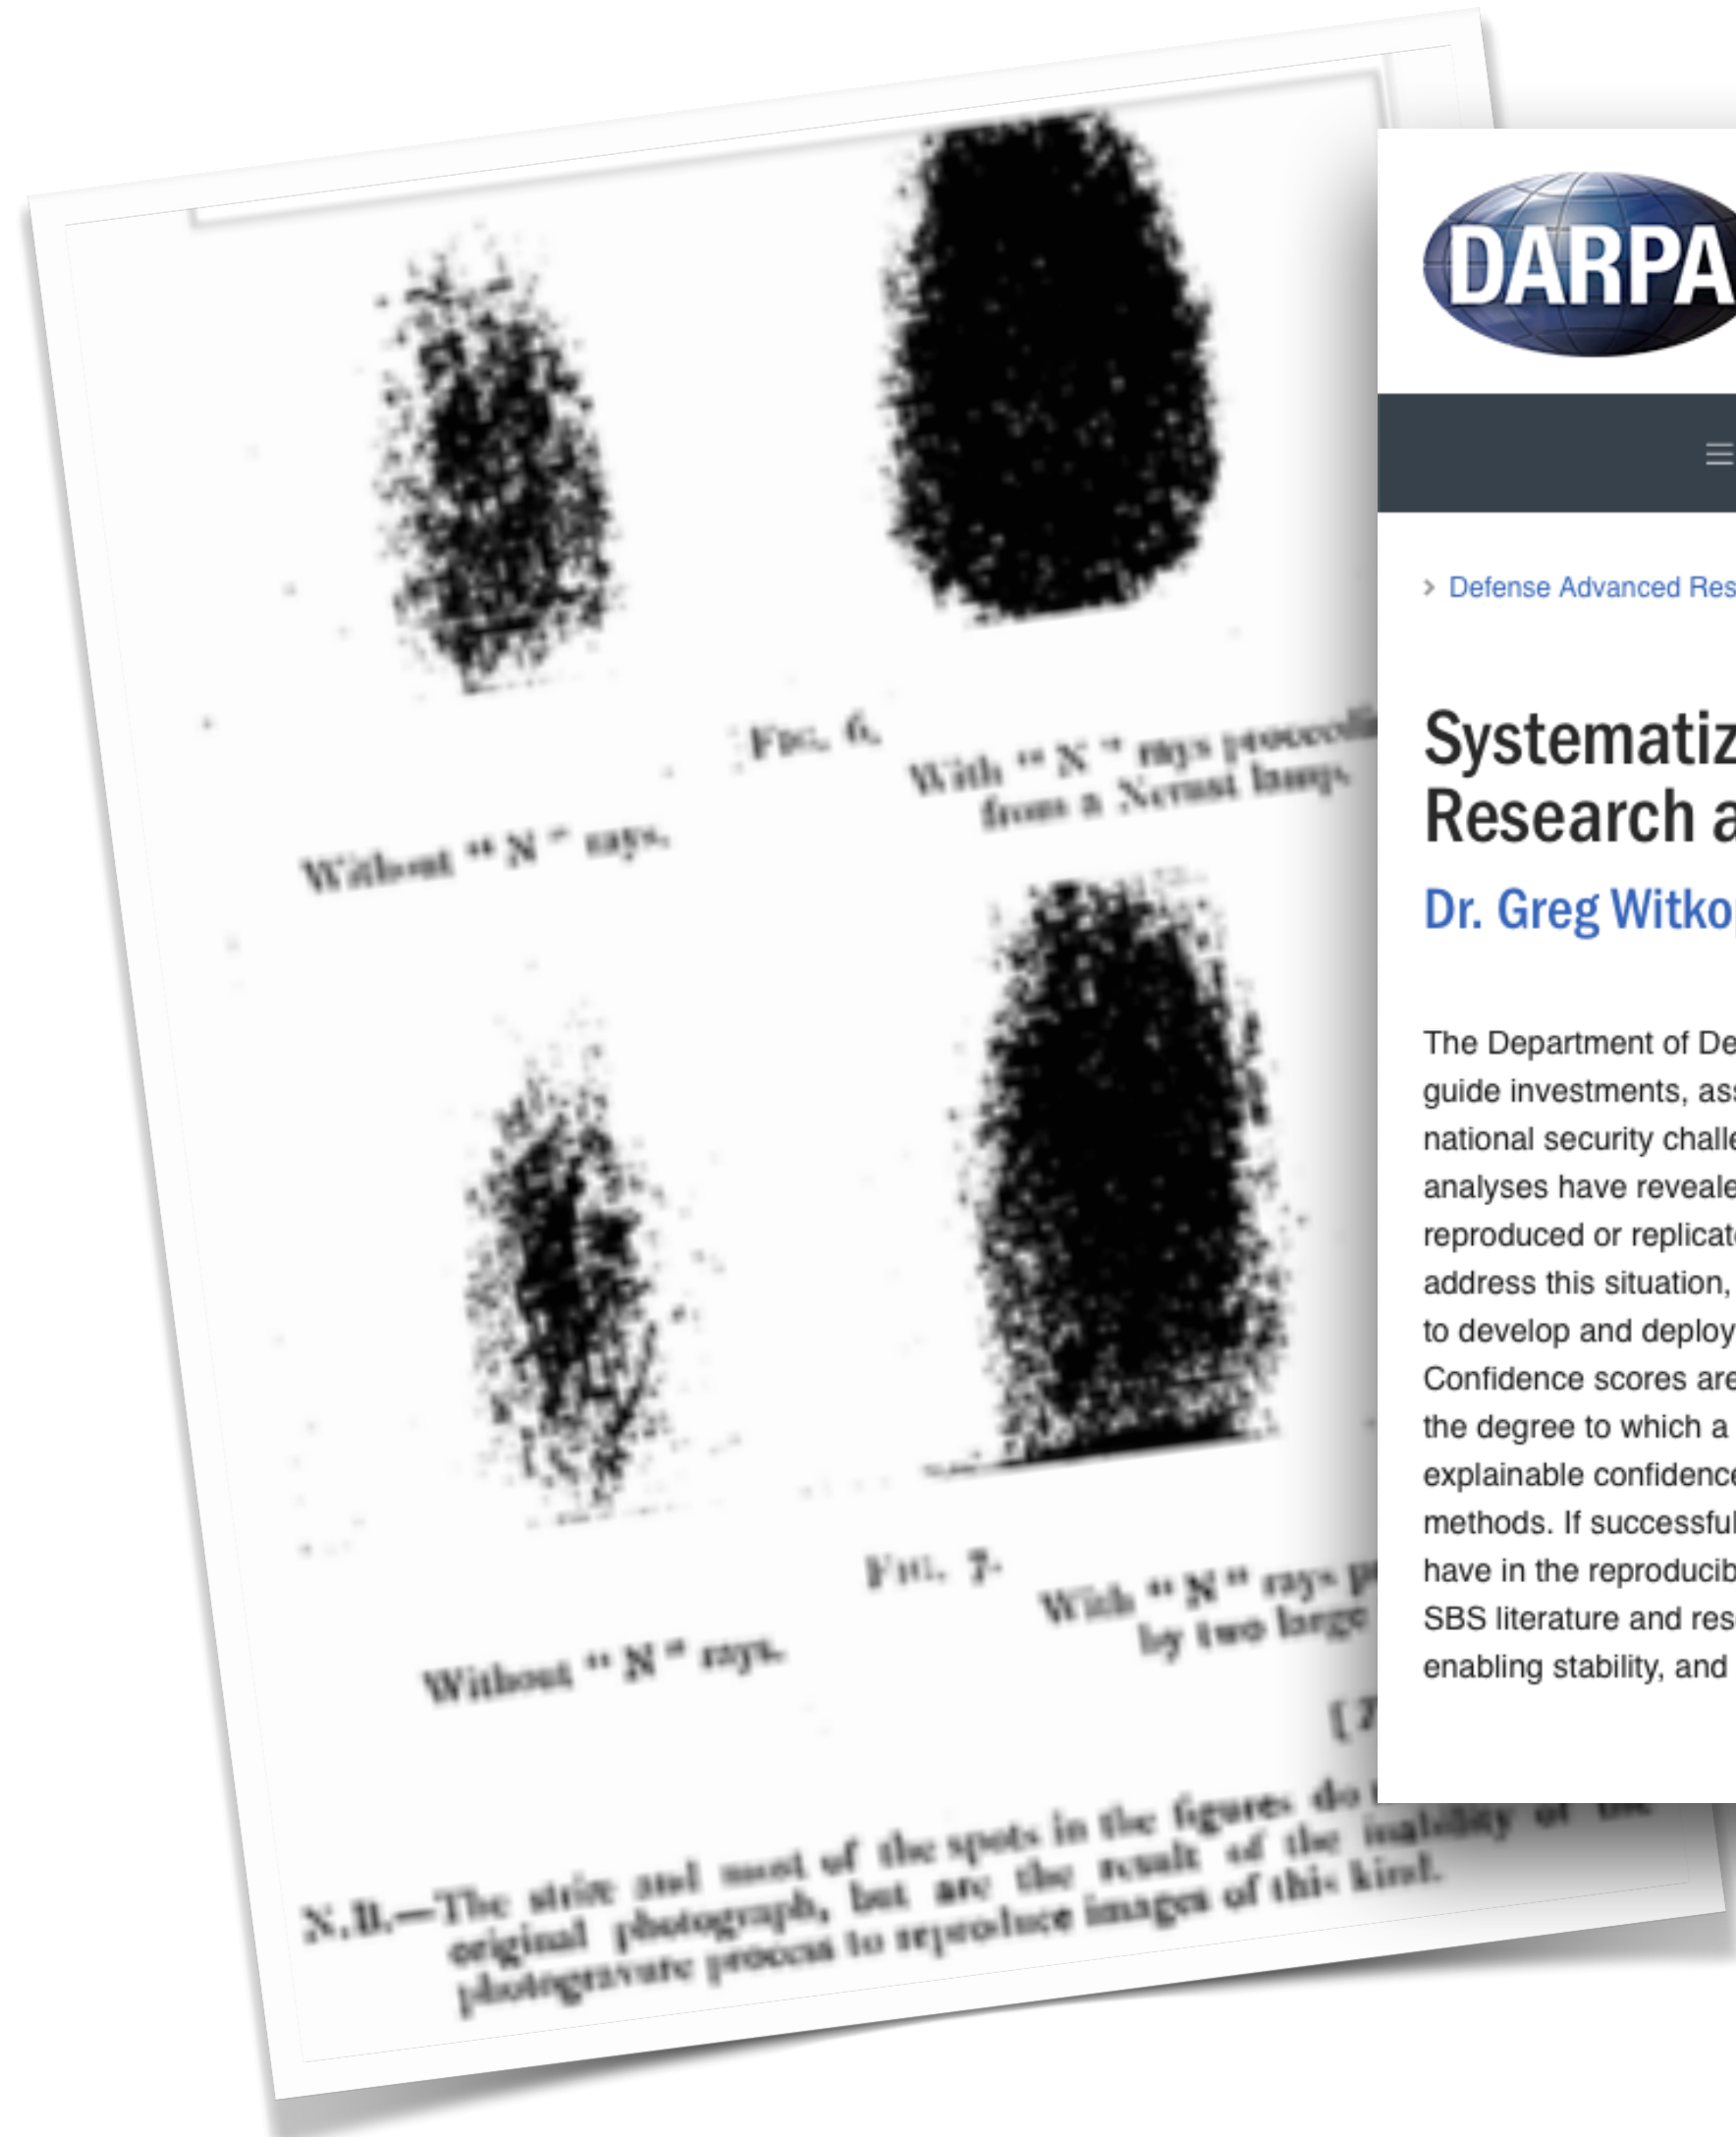 FIG. 6.
Without "N" rays.
With "N" rays
from a Nernst lamp.
FIG. 7.
Without "N" rays.
With "N" rays
by two large
N.B.—The striæ and most of the spots in the figures do
original photograph, but are the result of the inability of the
photogravure process to reproduce images of this kind.
DARPA
Defense Advanced Res
Systematiz
Research a
Dr. Greg Witko
The Department of De
guide investments, ass
national security challe
analyses have reveale
reproduced or replicat
address this situation,
to develop and deploy
Confidence scores are
the degree to which a
explainable confidence
methods. If successful
have in the reproducib
SBS literature and res
enabling stability, and